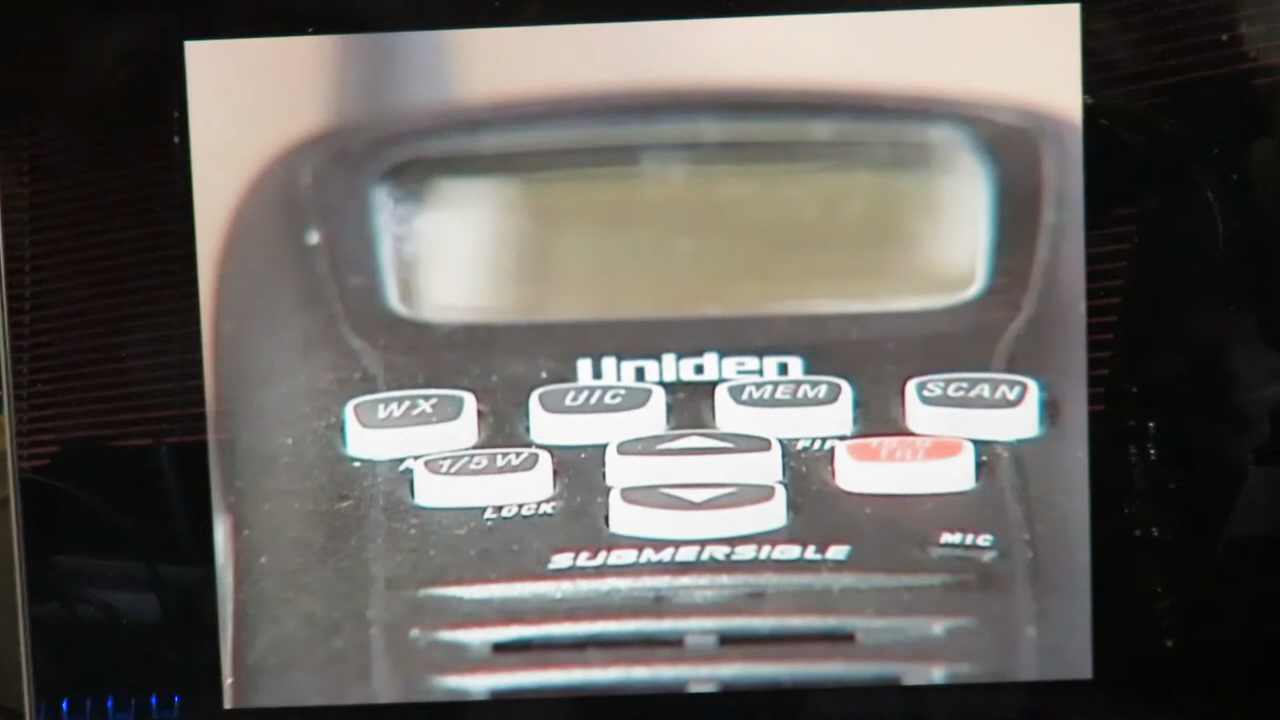 Uniden
WX UIC MEM SCAN
1/5W
LOCK
SUBMERSIBLE
MIC